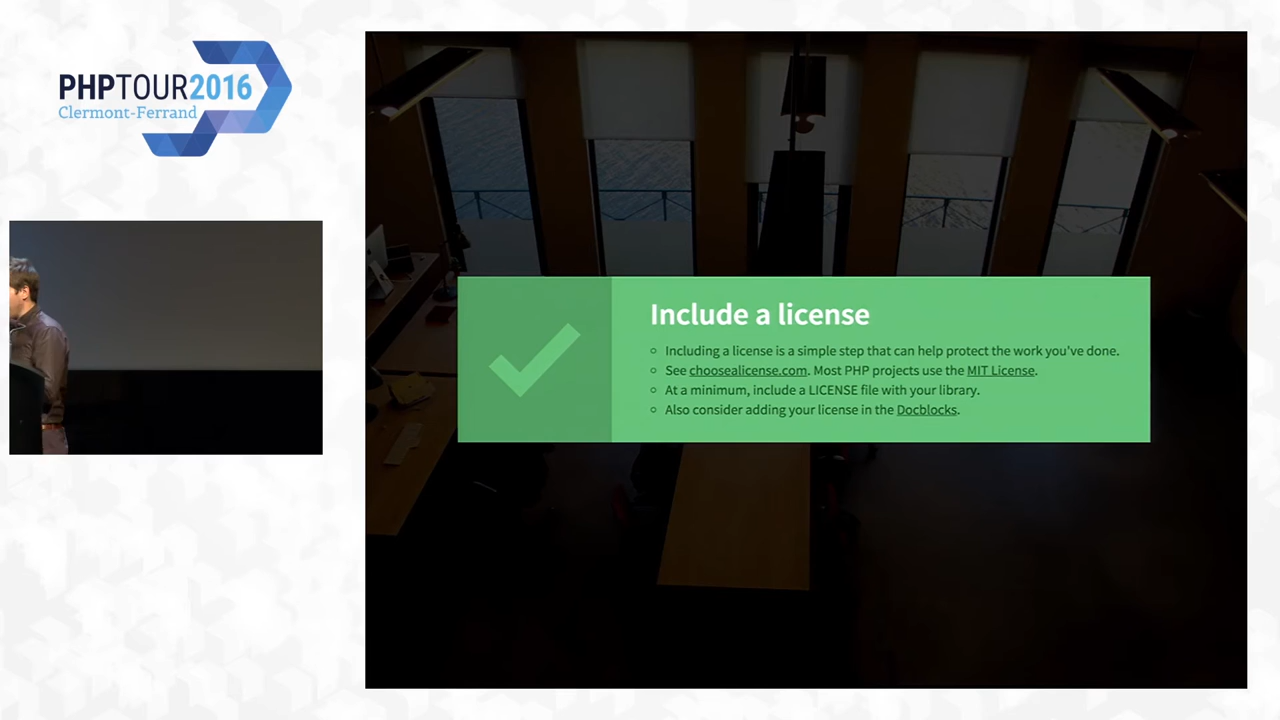 PHPTOUR2016
Clermont-Ferrand
Include a license
Including a license is a simple step that can help protect the work you've done.
See choosealicense.com. Most PHP projects use the MIT License.
At a minimum, include a LICENSE file with your library.
Also consider adding your license in the Docblocks.